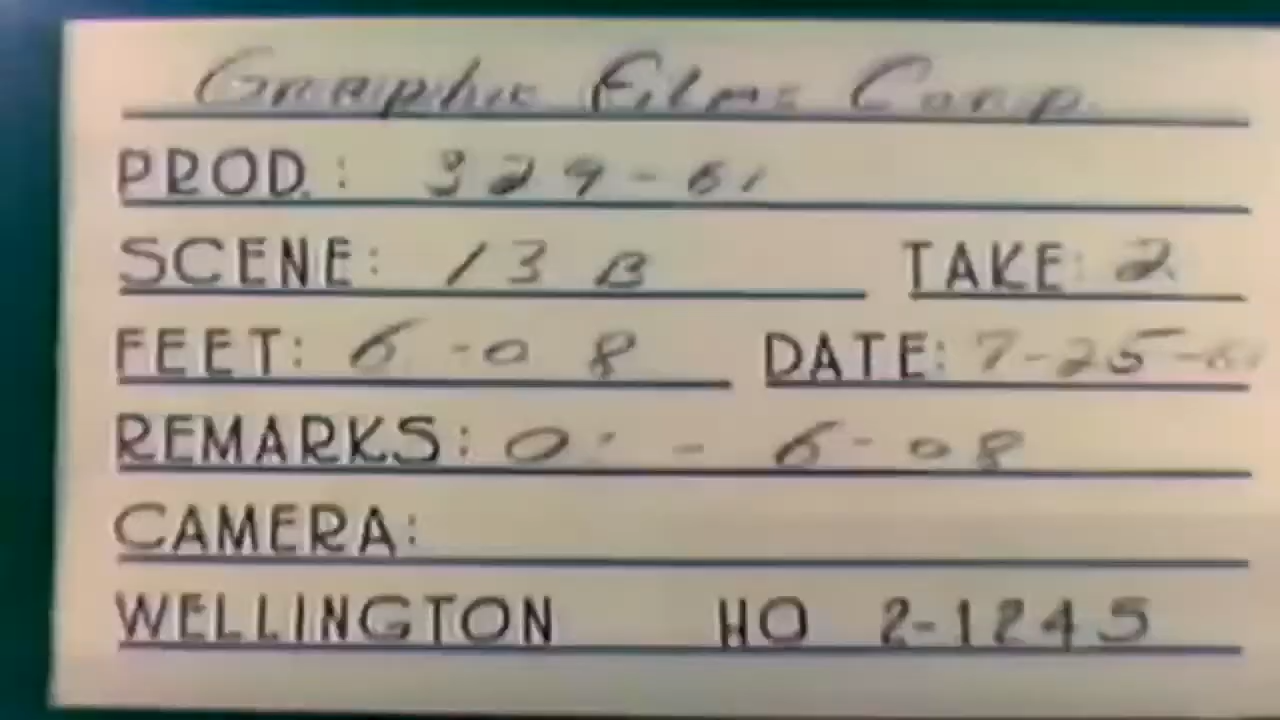 Graphic Films Corp.
PROD.: 329-61
SCENE: 13 B TAKE: 2
FEET: 6-08 DATE: 7-25-61
REMARKS: 0' - 6-08
CAMERA:
WELLINGTON HO 2-1245